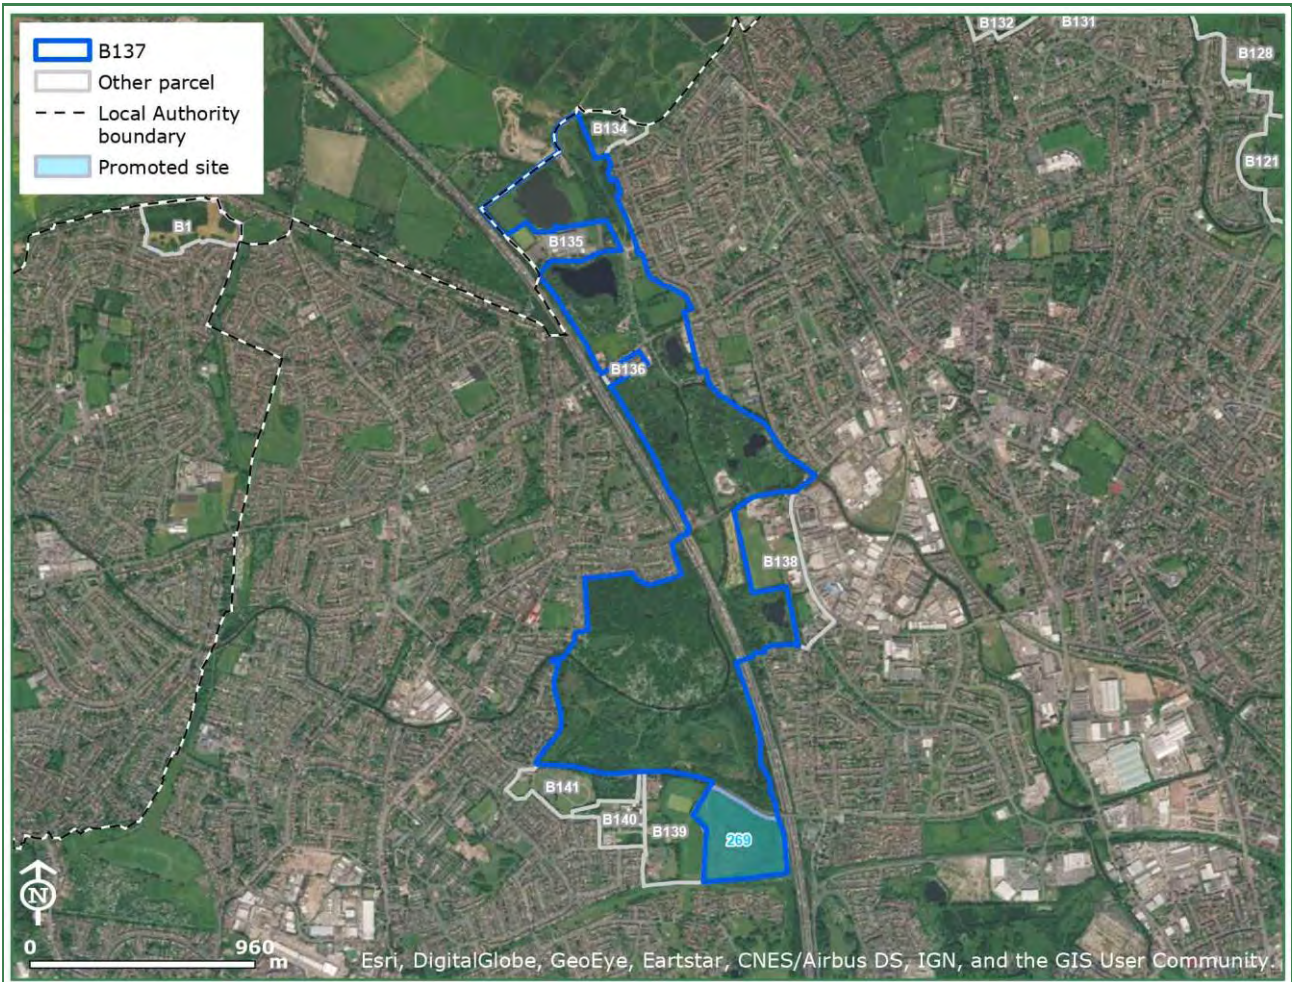 B137
Other parcel
Local Authority
boundary
Promoted site
B132
B131
B128
B134
B121
B1
B135
B136
B138
B141
B140
B139
269
N
0 960
m
Esri, DigitalGlobe, GeoEye, Eartstar, CNES/Airbus DS, IGN, and the GIS User Community.